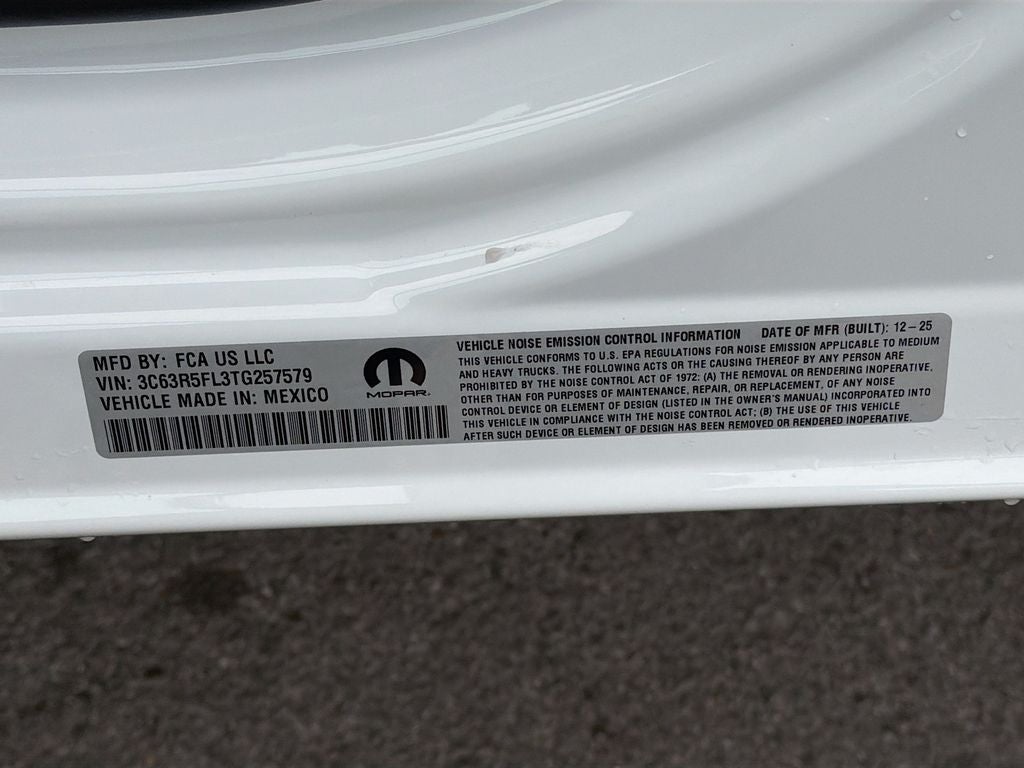 MFD BY: FCA US LLC
VIN: 3C63R5FL3TG257579
VEHICLE MADE IN: MEXICO
MOPAR
VEHICLE NOISE EMISSION CONTROL INFORMATION DATE OF MFR (BUILT): 12-25
THIS VEHICLE CONFORMS TO U.S. EPA REGULATIONS FOR NOISE EMISSION APPLICABLE TO MEDIUM
AND HEAVY TRUCKS. THE FOLLOWING ACTS OR THE CAUSING THEREOF BY ANY PERSON ARE
PROHIBITED BY THE NOISE CONTROL ACT OF 1972: (A) THE REMOVAL OR RENDERING INOPERATIVE,
OTHER THAN FOR PURPOSES OF MAINTENANCE, REPAIR, OR REPLACEMENT, OF ANY NOISE
CONTROL DEVICE OR ELEMENT OF DESIGN (LISTED IN THE OWNER'S MANUAL) INCORPORATED INTO
THIS VEHICLE IN COMPLIANCE WITH THE NOISE CONTROL ACT; (B) THE USE OF THIS VEHICLE
AFTER SUCH DEVICE OR ELEMENT OF DESIGN HAS BEEN REMOVED OR RENDERED INOPERATIVE.